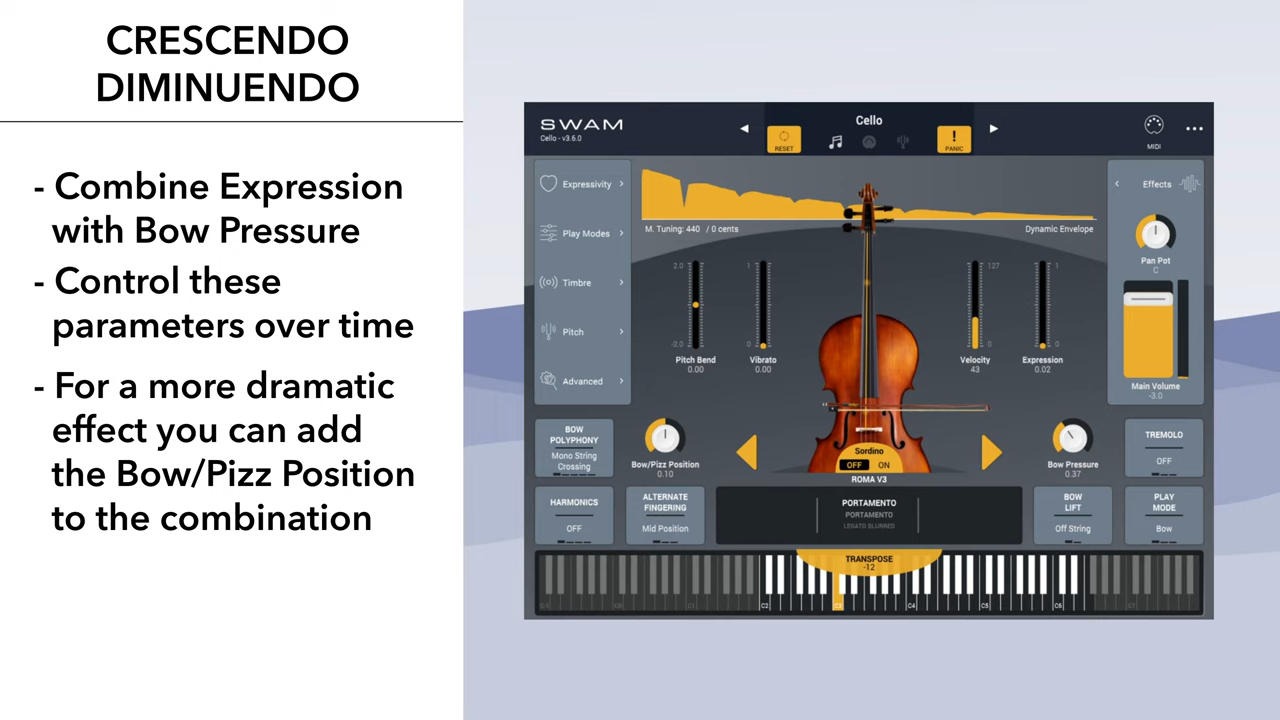 CRESCENDO
DIMINUENDO
- Combine Expression
with Bow Pressure
- Control these
parameters over time
- For a more dramatic
effect you can add
the Bow/Pizz Position
to the combination
SWAM
Cello - v3.6.0
RESET
Cello
!
PANIC
MIDI
Expressivity
Play Modes
Timbre
Pitch
Advanced
M. Tuning: 440 / 0 cents
Dynamic Envelope
2.0
-2.0
Pitch Bend
0.00
1
0
Vibrato
0.00
127
0
Velocity
43
1
0
Expression
0.02
Effects
Pan Pot
C
Main Volume
-3.0
BOW
POLYPHONY
Mono String
Crossing
Bow/Pizz Position
0.10
Sordino
OFF ON
ROMA V3
Bow Pressure
0.37
TREMOLO
OFF
HARMONICS
OFF
ALTERNATE
FINGERING
Mid Position
PORTAMENTO
PORTAMENTO
LEGATO BLURRED
BOW
LIFT
Off String
PLAY
MODE
Bow
TRANSPOSE
-12
C2 C3 C4 C5 C6